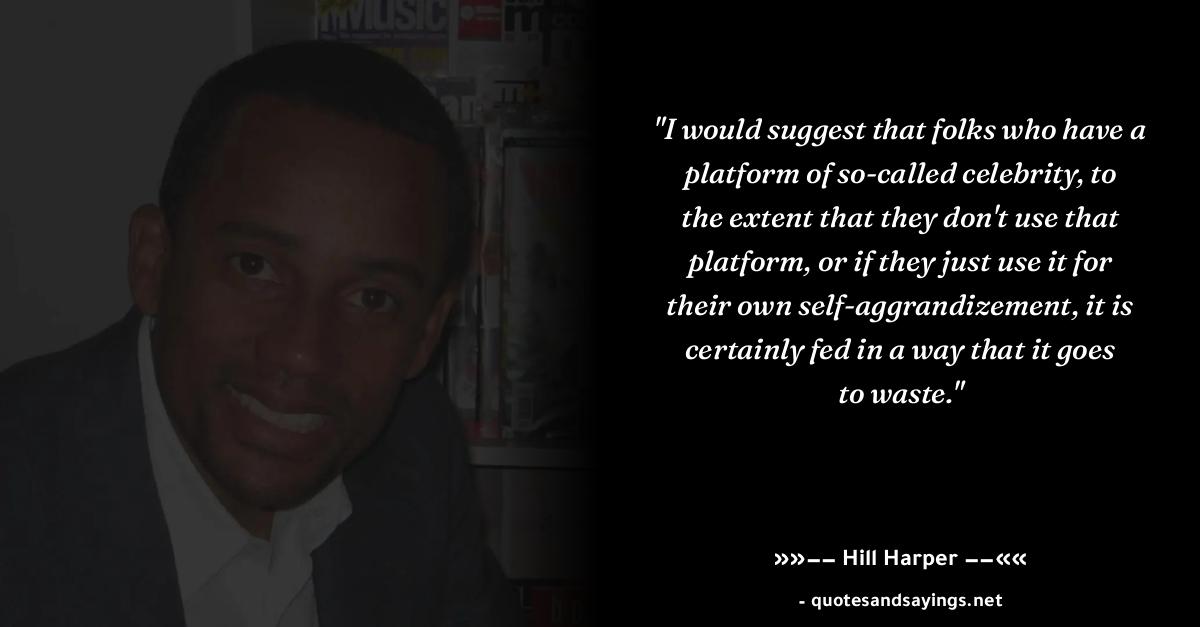 MUSIC
"I would suggest that folks who have a
platform of so-called celebrity, to
the extent that they don't use that
platform, or if they just use it for
their own self-aggrandizement, it is
certainly fed in a way that it goes
to waste."
»»–– Hill Harper ––««
- quotesandsayings.net